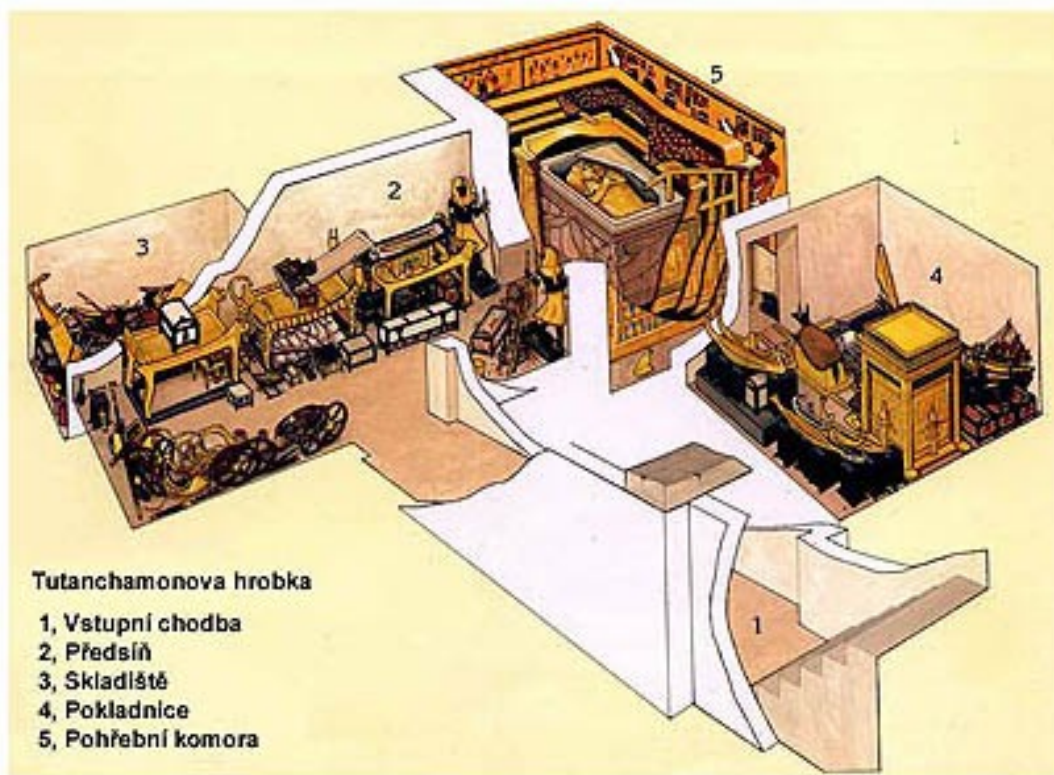 5
2
3
4
Tutanchamonova hrobka
1, Vstupní chodba
2, Předsíň
3, Skladiště
4, Pokladnice
5, Pohřební komora
1